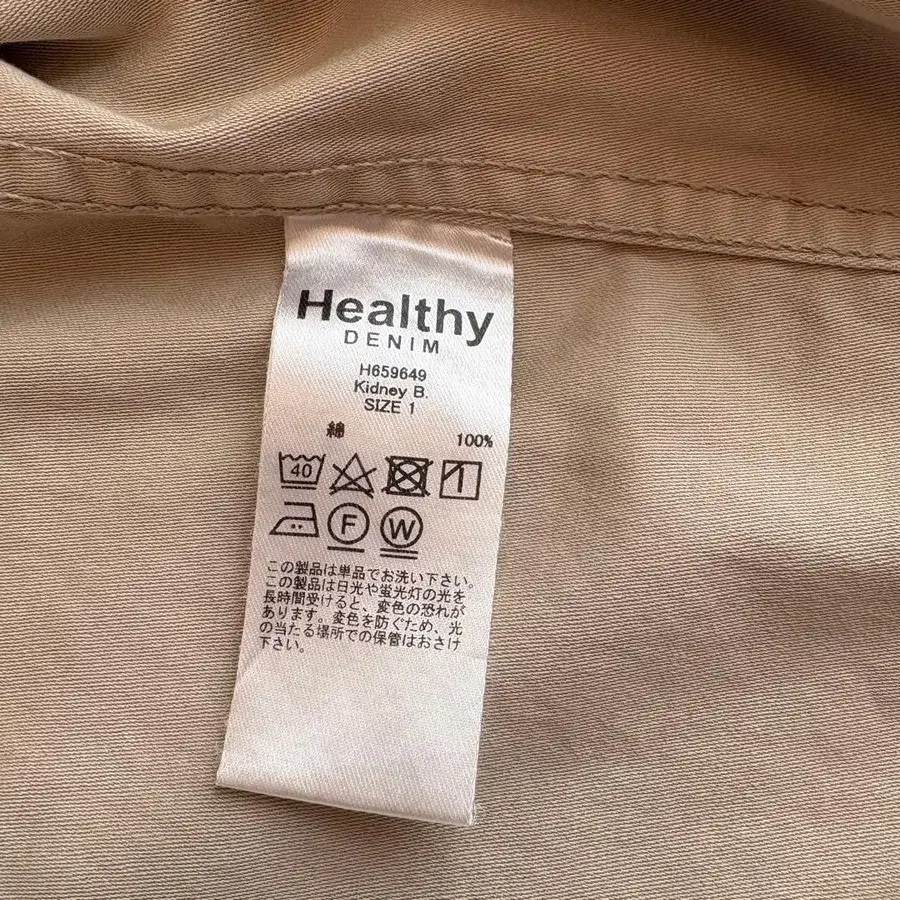 Healthy
DENIM
H659649
Kidney B.
SIZE 1
綿 100%
40
F W
この製品は単品でお洗い下さい。
この製品は日光や蛍光灯の光を
長時間受けると、変色の恐れが
あります。変色を防ぐため、光
の当たる場所での保管はおさけ
下さい。